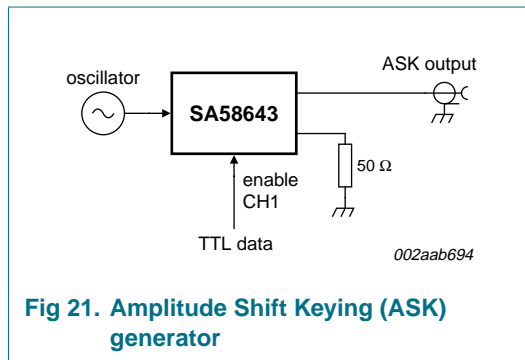 oscillator
ASK output
SA58643
50 Ω
enable
CH1
TTL data
002aab694
Fig 21. Amplitude Shift Keying (ASK)
generator